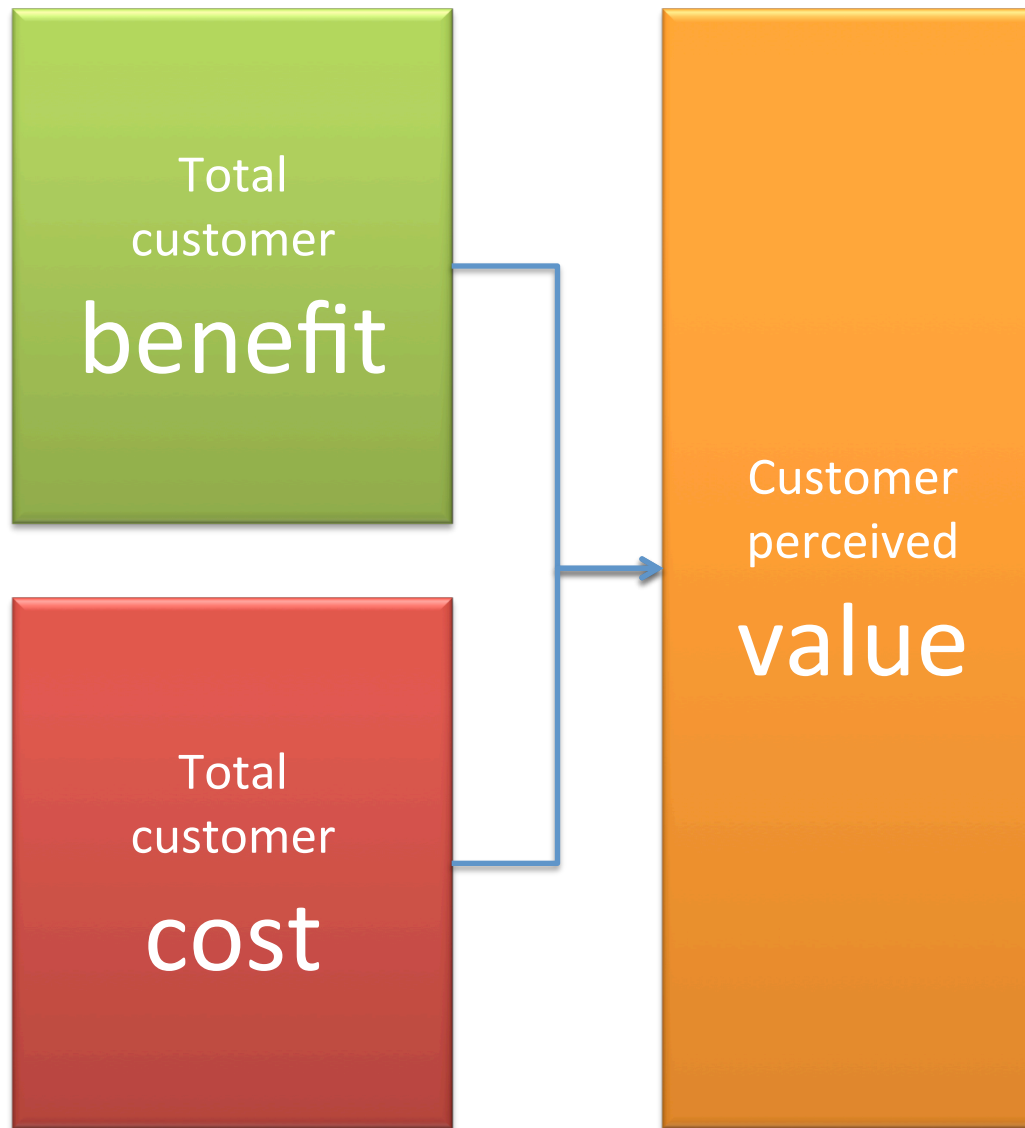 Total
customer
benefit
Total
customer
cost
Customer
perceived
value